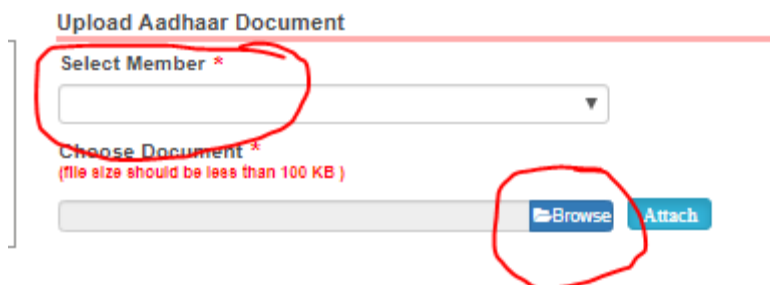 Upload Aadhaar Document
Select Member *
Choose Document *
(file size should be less than 100 KB )
Browse Attach